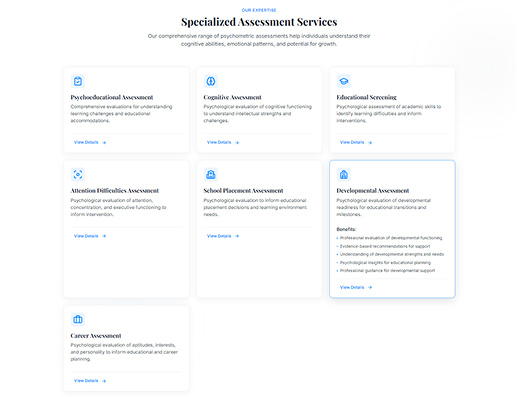 OUR EXPERTISE
Specialized Assessment Services
Our comprehensive range of psychometric assessments help individuals understand their
cognitive abilities, emotional patterns, and potential for growth.
Psychoeducational Assessment
Comprehensive evaluations for understanding
learning challenges and educational
accommodations.
View Details
Cognitive Assessment
Psychological evaluation of cognitive functioning
to understand intellectual strengths and
challenges.
View Details
Educational Screening
Psychological assessment of academic skills to
identify learning difficulties and inform
interventions.
View Details
Attention Difficulties Assessment
Psychological evaluation of attention,
concentration, and executive functioning to
inform intervention.
View Details
School Placement Assessment
Psychological evaluation to inform educational
placement decisions and learning environment
needs.
View Details
Developmental Assessment
Psychological evaluation of developmental
readiness for educational transitions and
milestones.
Benefits:
• Professional evaluation of developmental functioning
• Evidence-based recommendations for support
• Understanding of developmental strengths and needs
• Psychological insights for educational planning
• Professional guidance for developmental support
View Details
Career Assessment
Psychological evaluation of aptitudes, interests,
and personality to inform educational and career
planning.
View Details